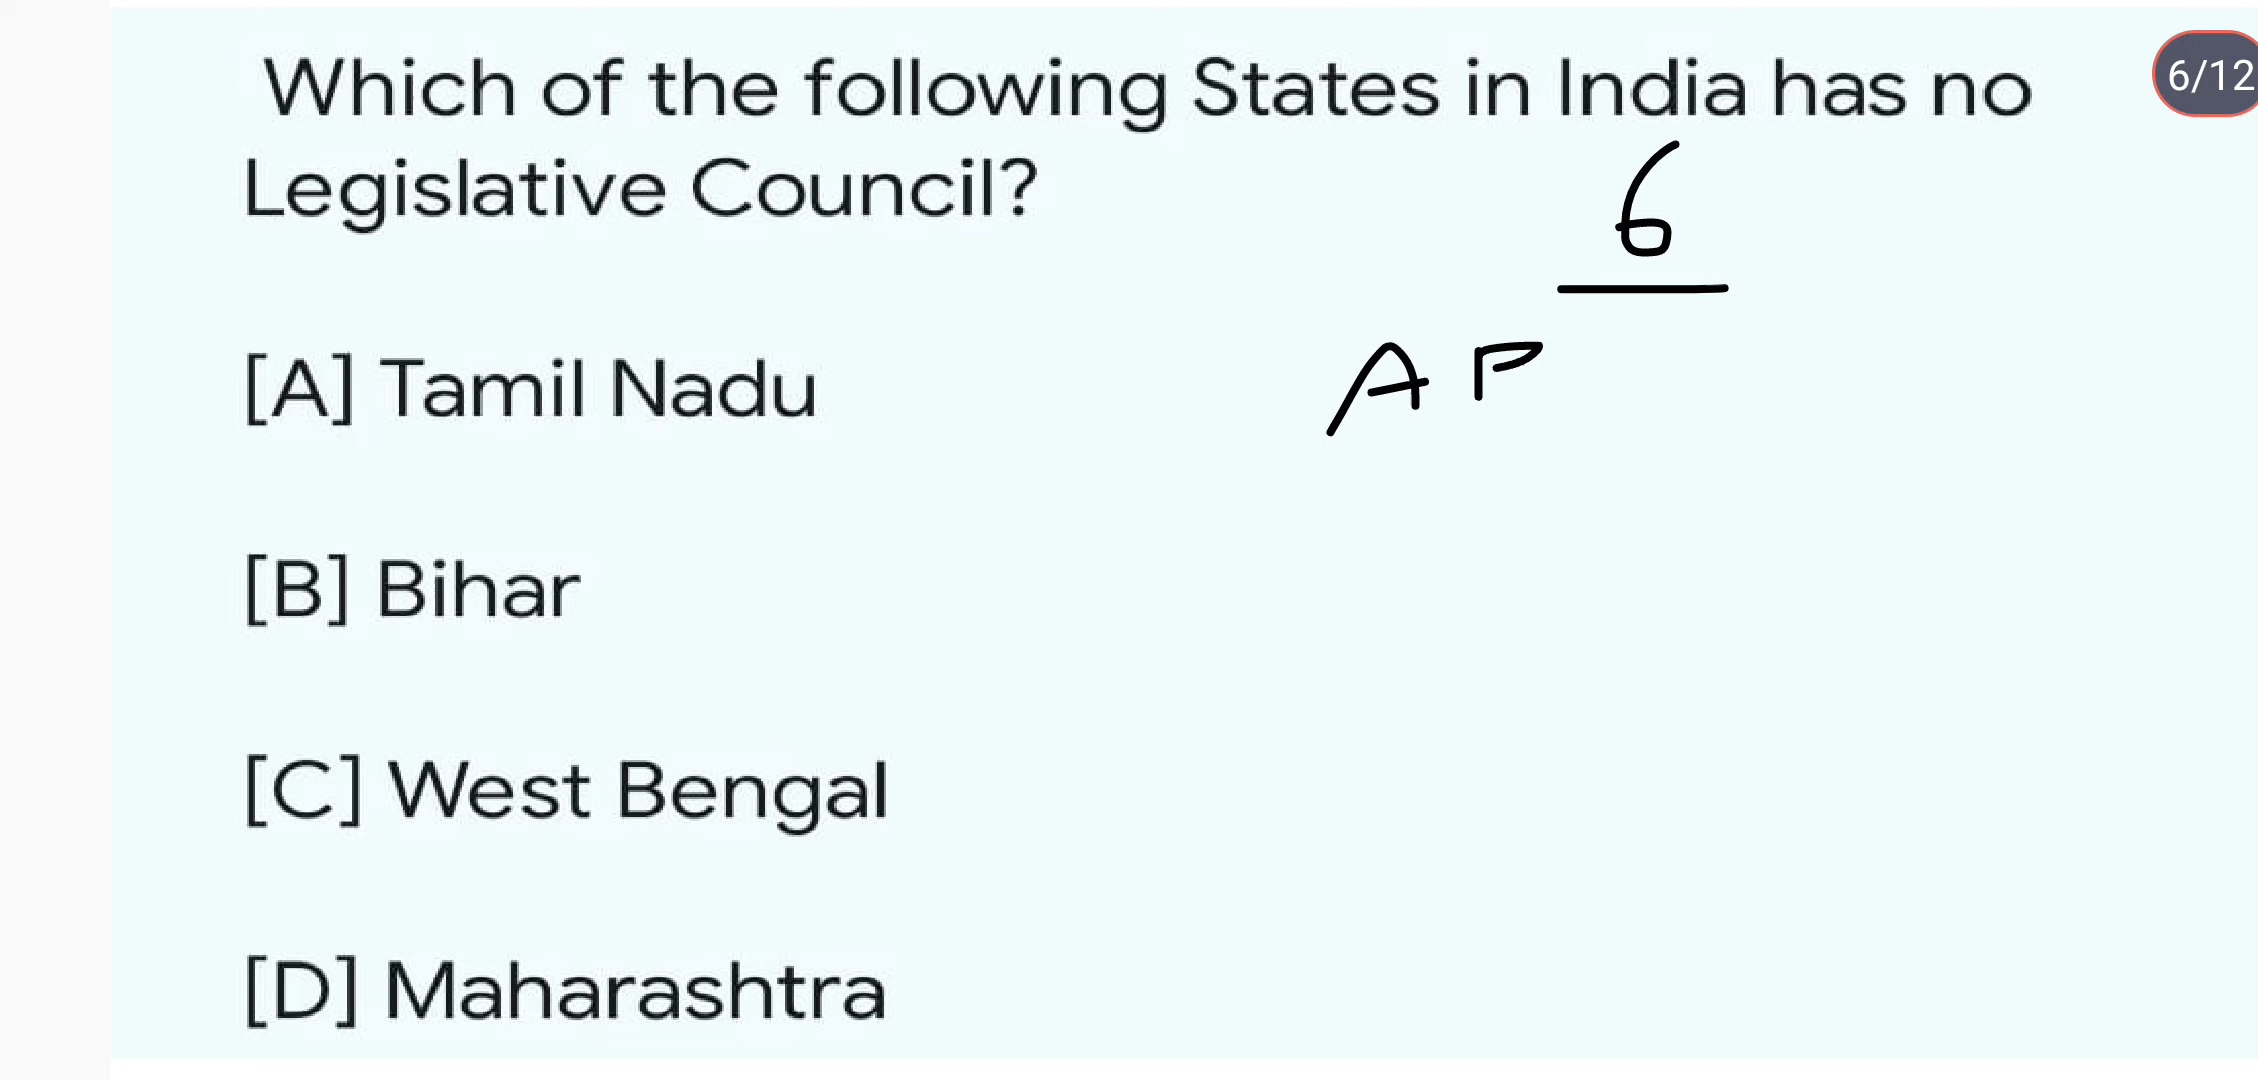 Which of the following States in India has no
6/12
Legislative Council?
6
[A] Tamil Nadu
A P
[B] Bihar
[C] West Bengal
[D] Maharashtra